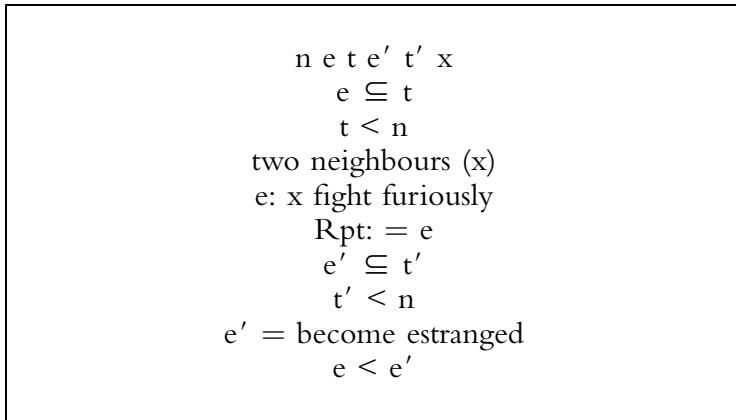 n e t e′ t′ x
e ⊆ t
t < n
two neighbours (x)
e: x fight furiously
Rpt: = e
e′ ⊆ t′
t′ < n
e′ = become estranged
e < e′